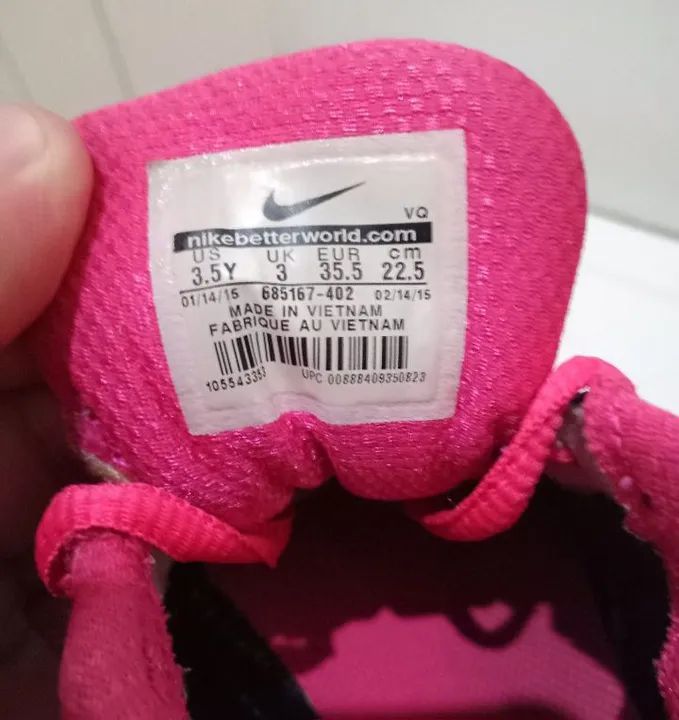 VQ
nikebetterworld.com
US UK EUR cm
3.5Y 3 35.5 22.5
01/14/15 685167-402 02/14/15
MADE IN VIETNAM
FABRIQUE AU VIETNAM
UPC 00888409350823